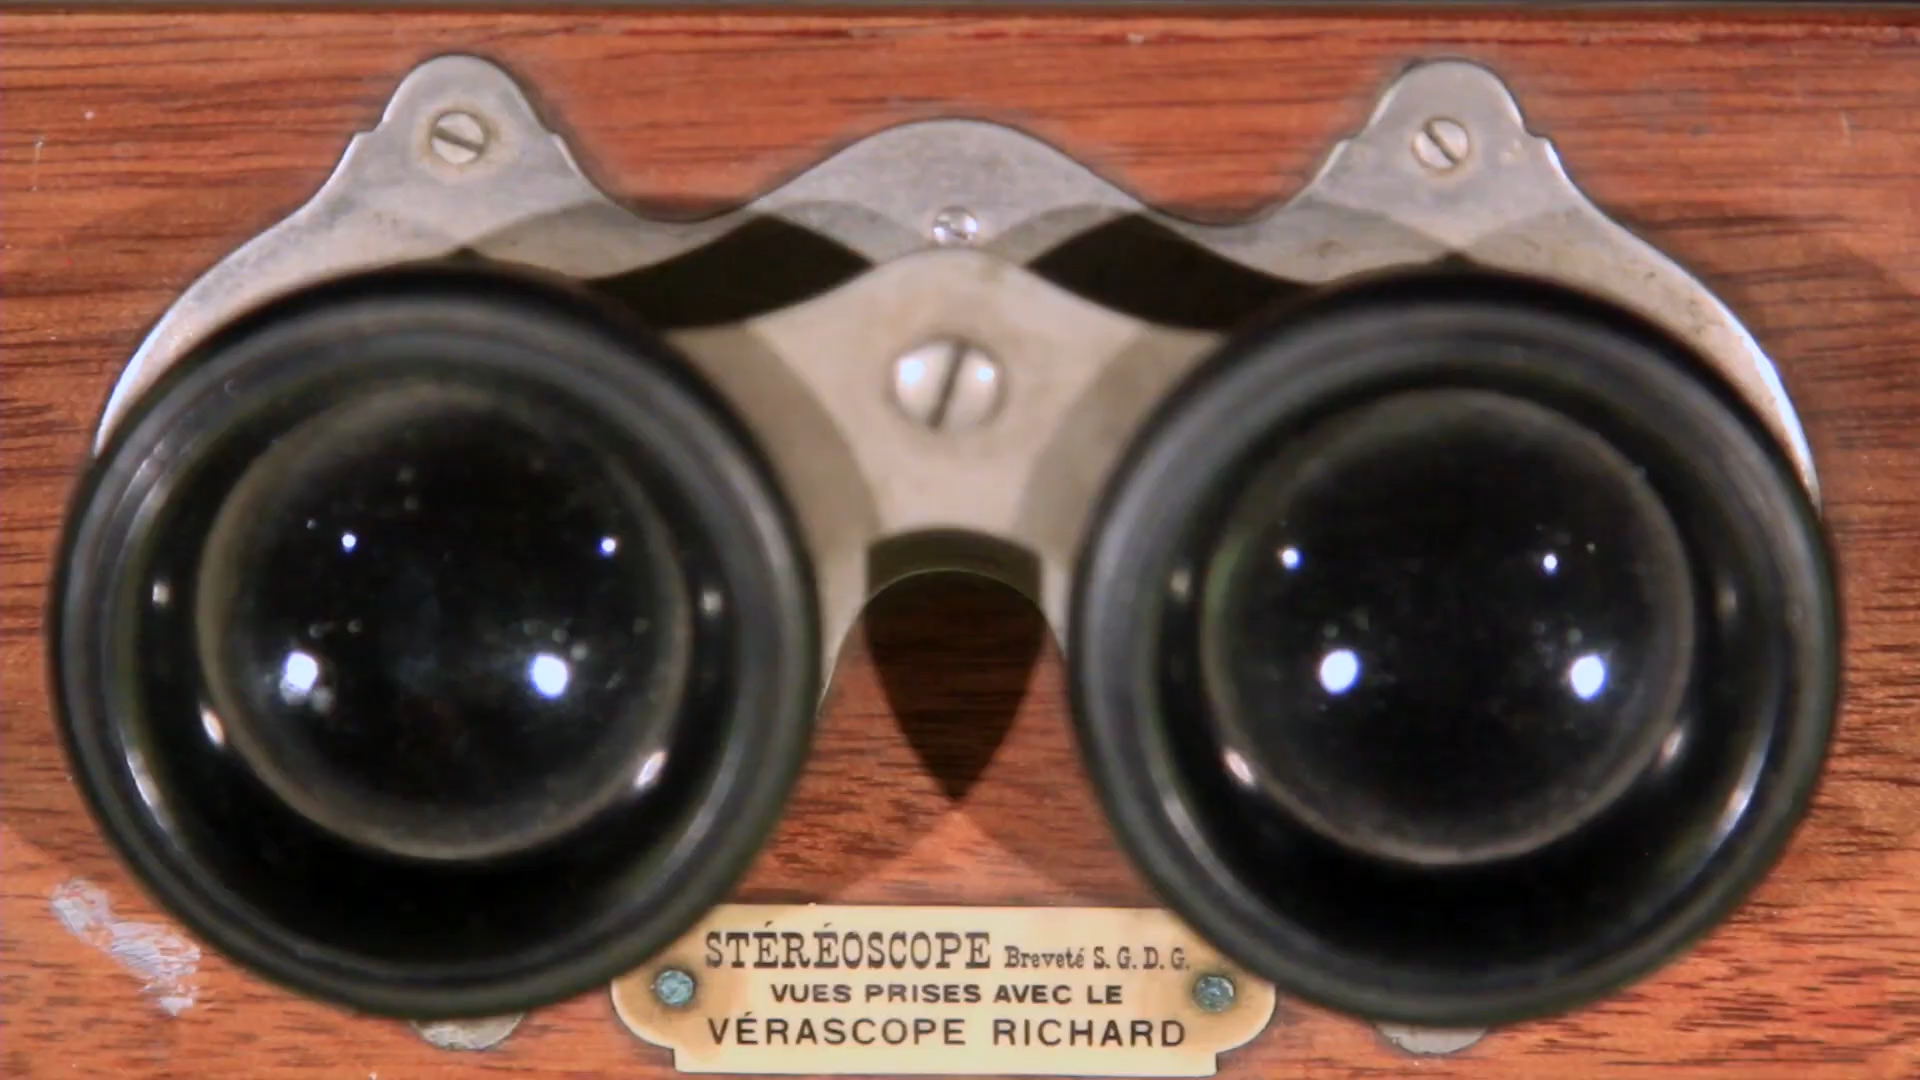 STÉRÉOSCOPE Breveté S. G. D. G.
VUES PRISES AVEC LE
VÉRASCOPE RICHARD